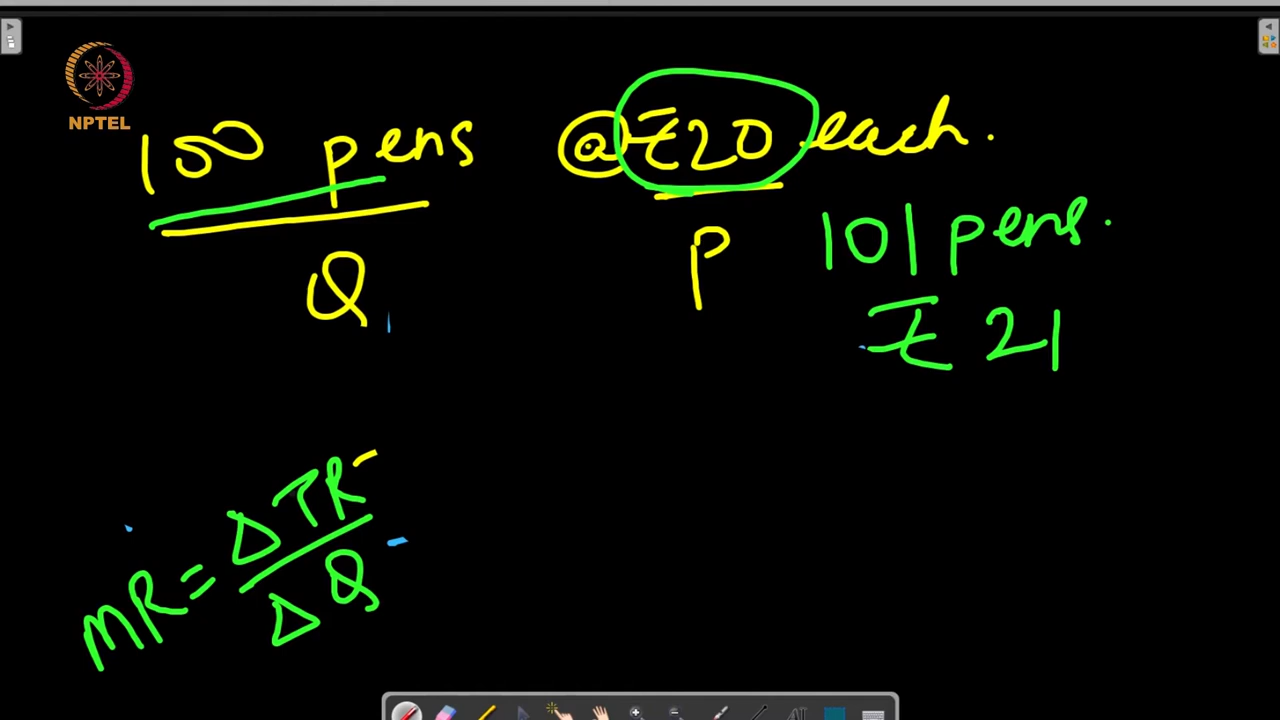 NPTEL
100 pens @ ₹20 each.
Q P
101 pens.
₹ 21
MR = ΔTR
ΔQ